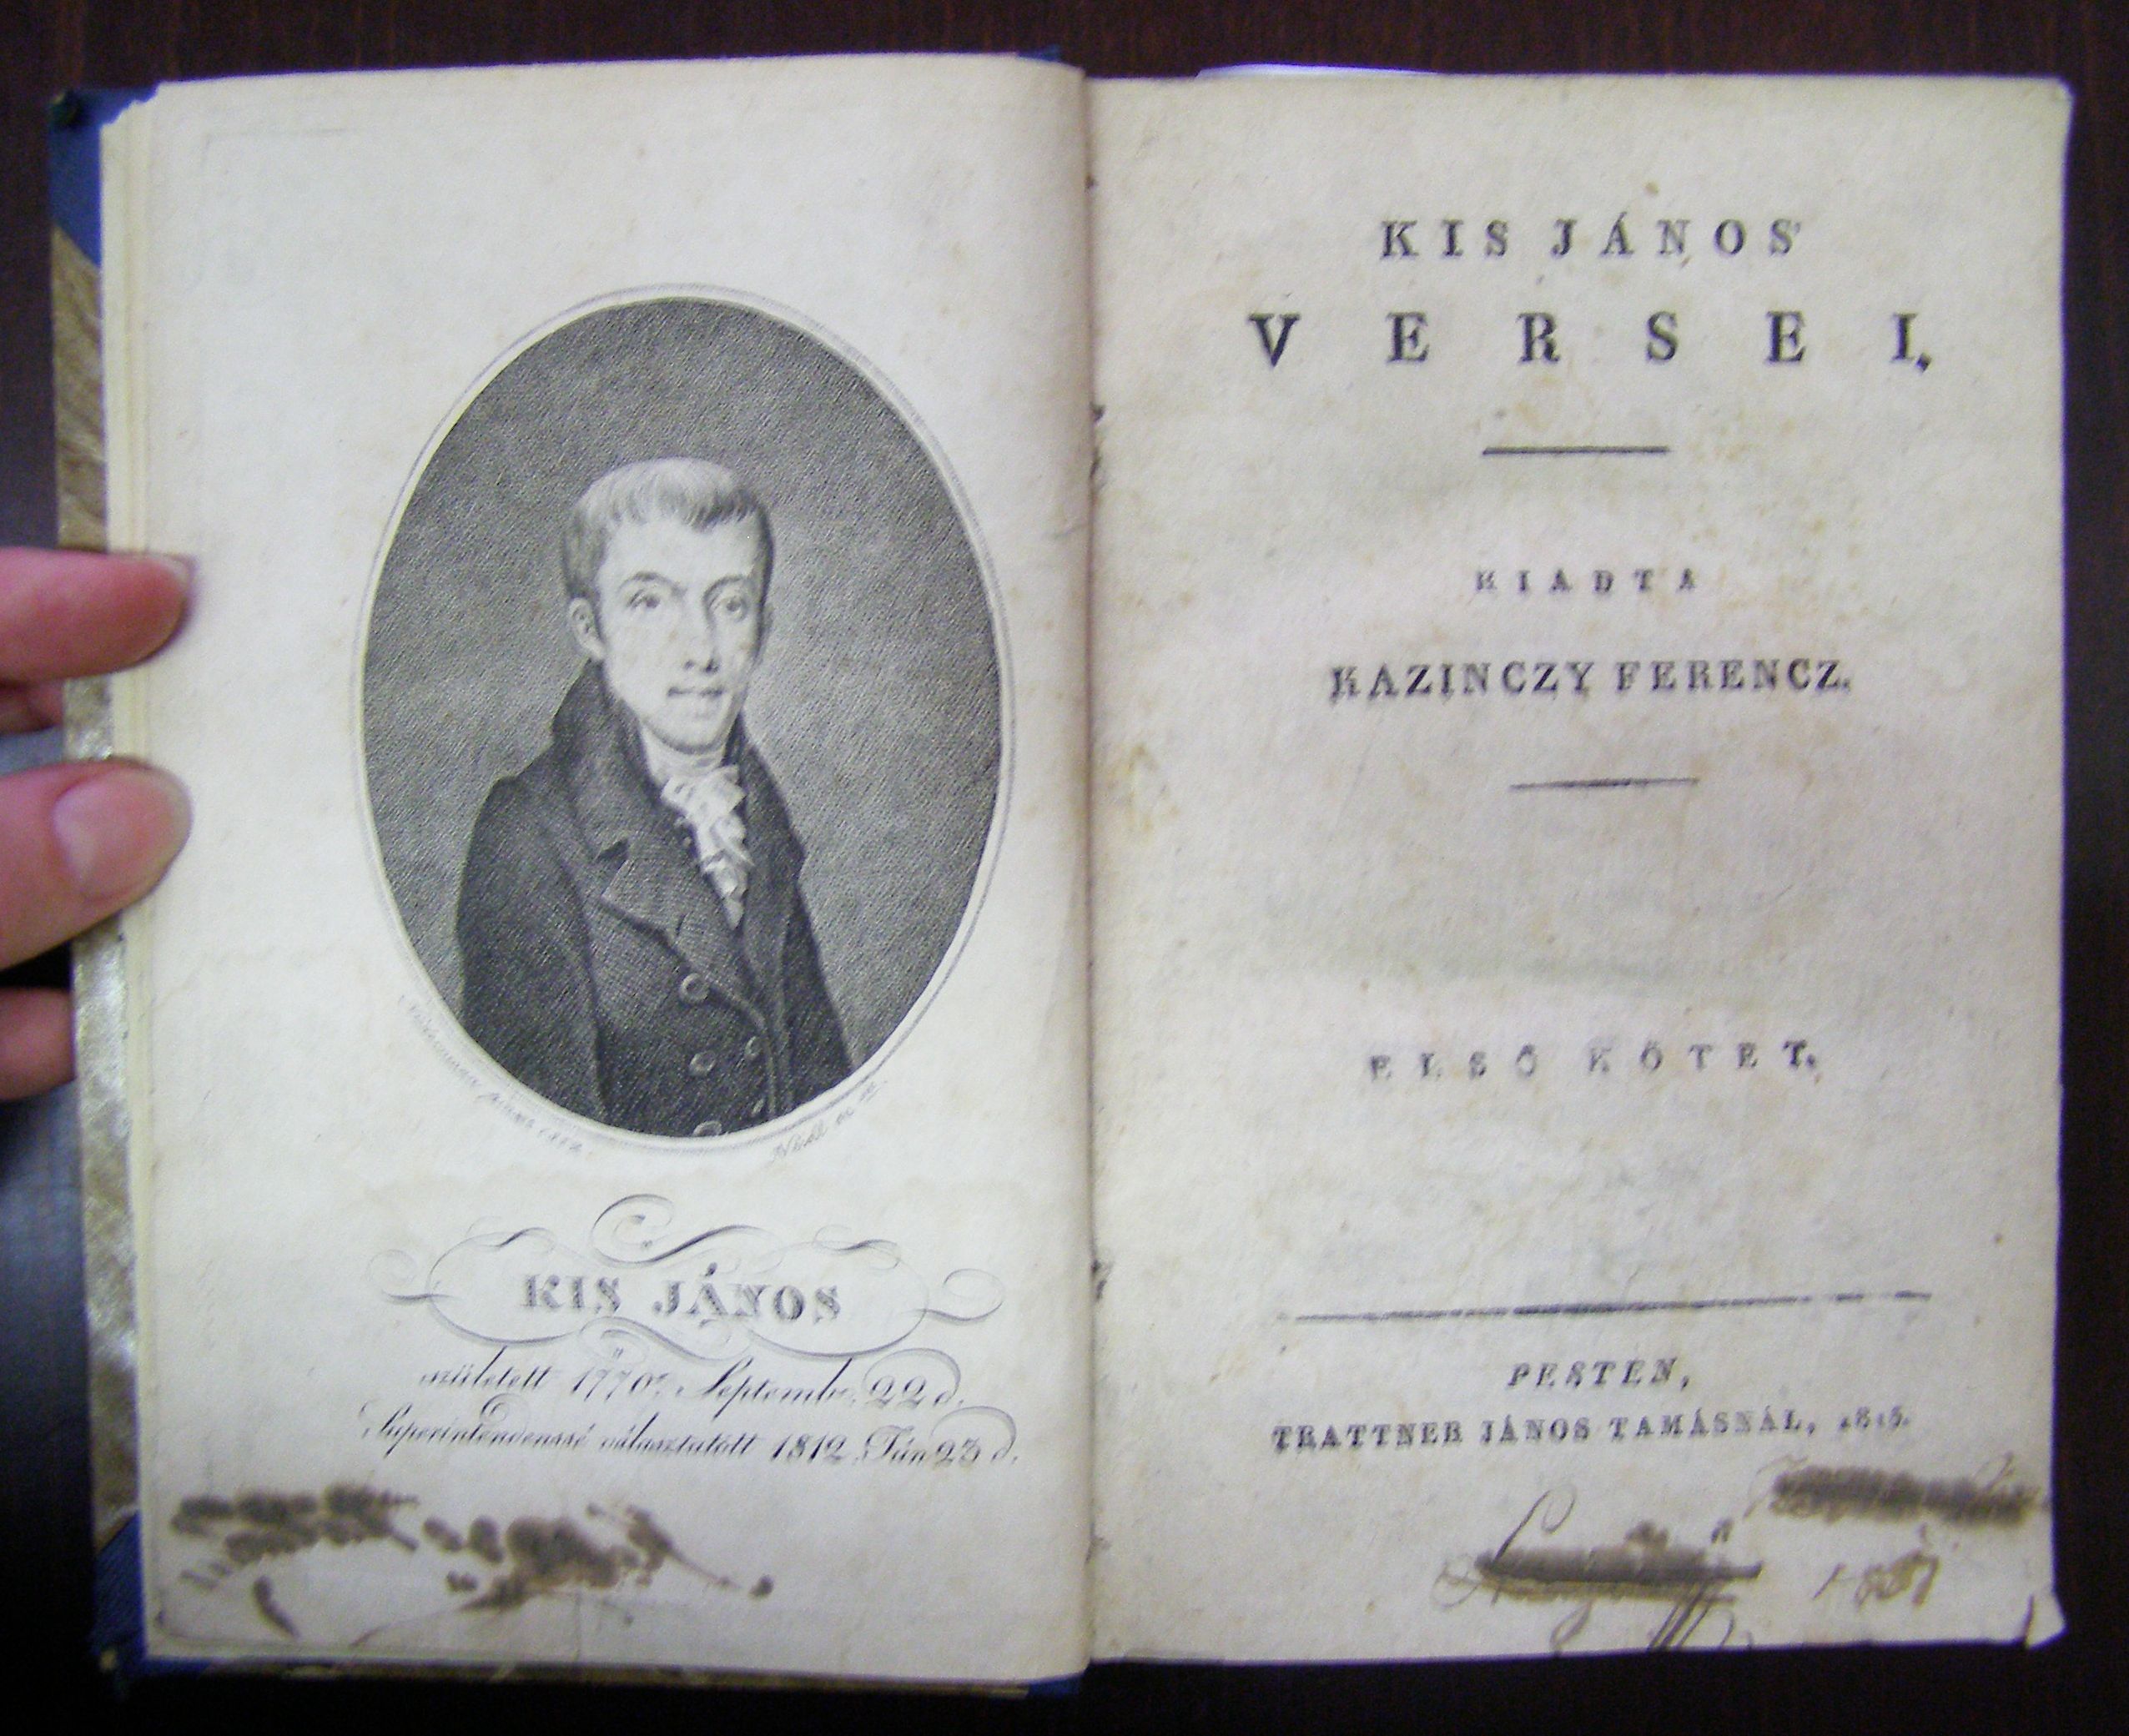 KIS JÁNOS
született 1770. Septemb. 22 d.
Superintendenssé választatott 1812. Jún 23 d.
KIS JÁNOS'
VERSEI.
KIADTA
KAZINCZY FERENCZ.
ELSŐ KÖTET.
PESTEN,
TRATTNER JÁNOS TAMÁSNÁL, 1815.